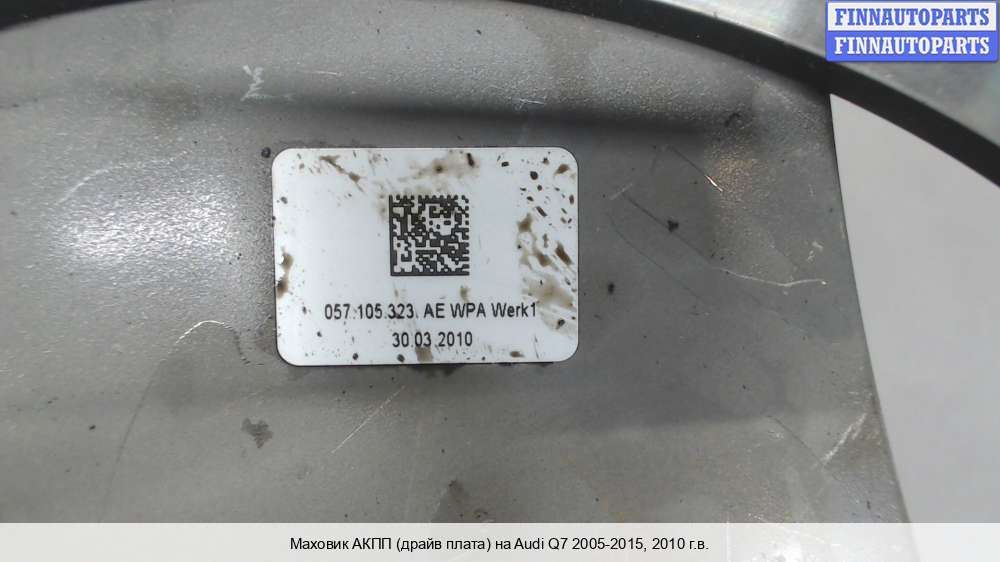 FINNAUTOPARTS
FINNAUTOPARTS
057.105.323. AE WPA Werk1
30.03.2010
Маховик АКПП (драйв плата) на Audi Q7 2005-2015, 2010 г.в.